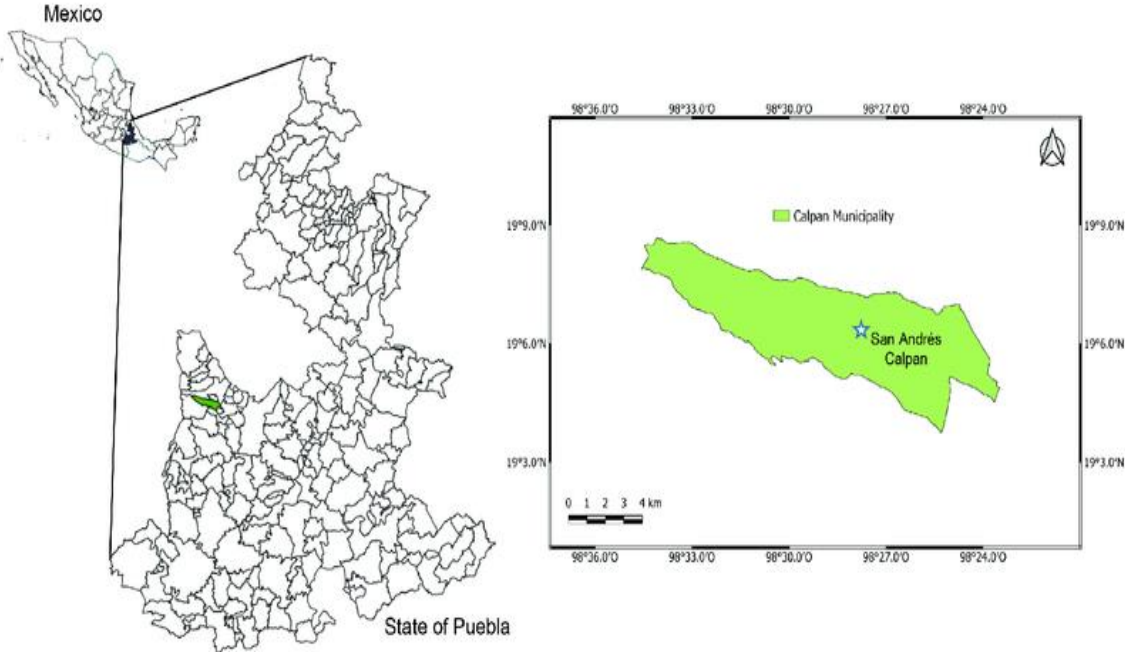 Mexico
State of Puebla
98°36.0'O 98°33.0'O 98°30.0'O 98°27.0'O 98°24.0'O
19°9.0'N 19°9.0'N
Calpan Municipality
19°6.0'N 19°6.0'N
San Andrés
Calpan
19°3.0'N 19°3.0'N
0 1 2 3 4 km
98°36.0'O 98°33.0'O 98°30.0'O 98°27.0'O 98°24.0'O